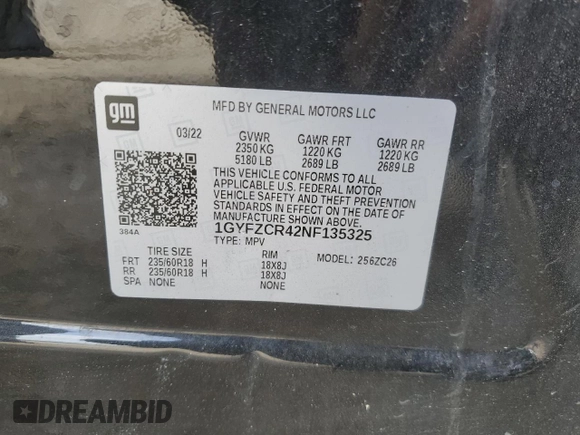 gm
MFD BY GENERAL MOTORS LLC
03/22 GVWR GAWR FRT GAWR RR
2350 KG 1220 KG 1220 KG
5180 LB 2689 LB 2689 LB
THIS VEHICLE CONFORMS TO ALL
APPLICABLE U.S. FEDERAL MOTOR
VEHICLE SAFETY AND THEFT PREVENTION
STANDARDS IN EFFECT ON THE DATE OF
MANUFACTURE SHOWN ABOVE.
384A 1GYFZCR42NF135325
TYPE: MPV
TIRE SIZE RIM MODEL: 256ZC26
FRT 235/60R18 H 18X8J
RR 235/60R18 H 18X8J
SPA NONE NONE
DREAMBID